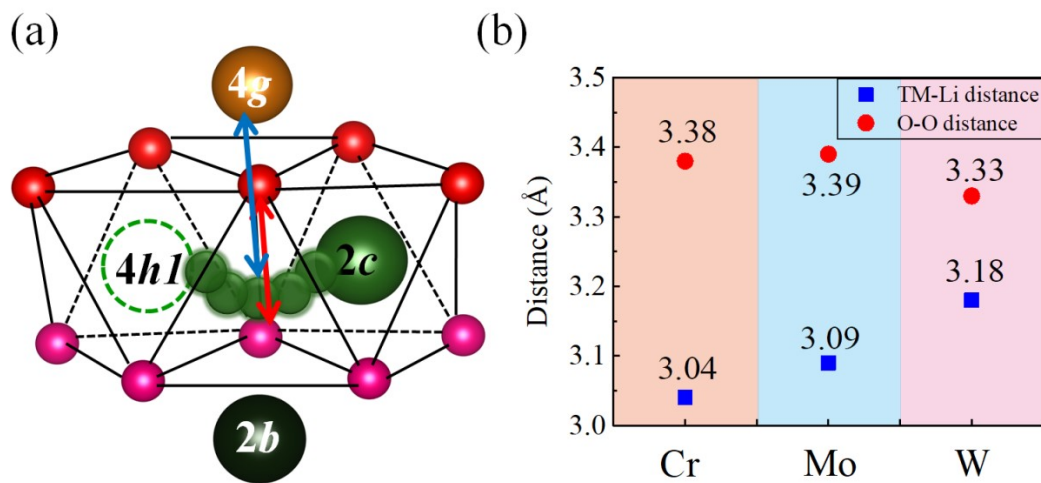 (a)
4g
4h1
2c
2b
(b)
TM-Li distance
O-O distance
Distance (Å)
3.5
3.4
3.3
3.2
3.1
3.0
3.38
3.39
3.33
3.04
3.09
3.18
Cr Mo W